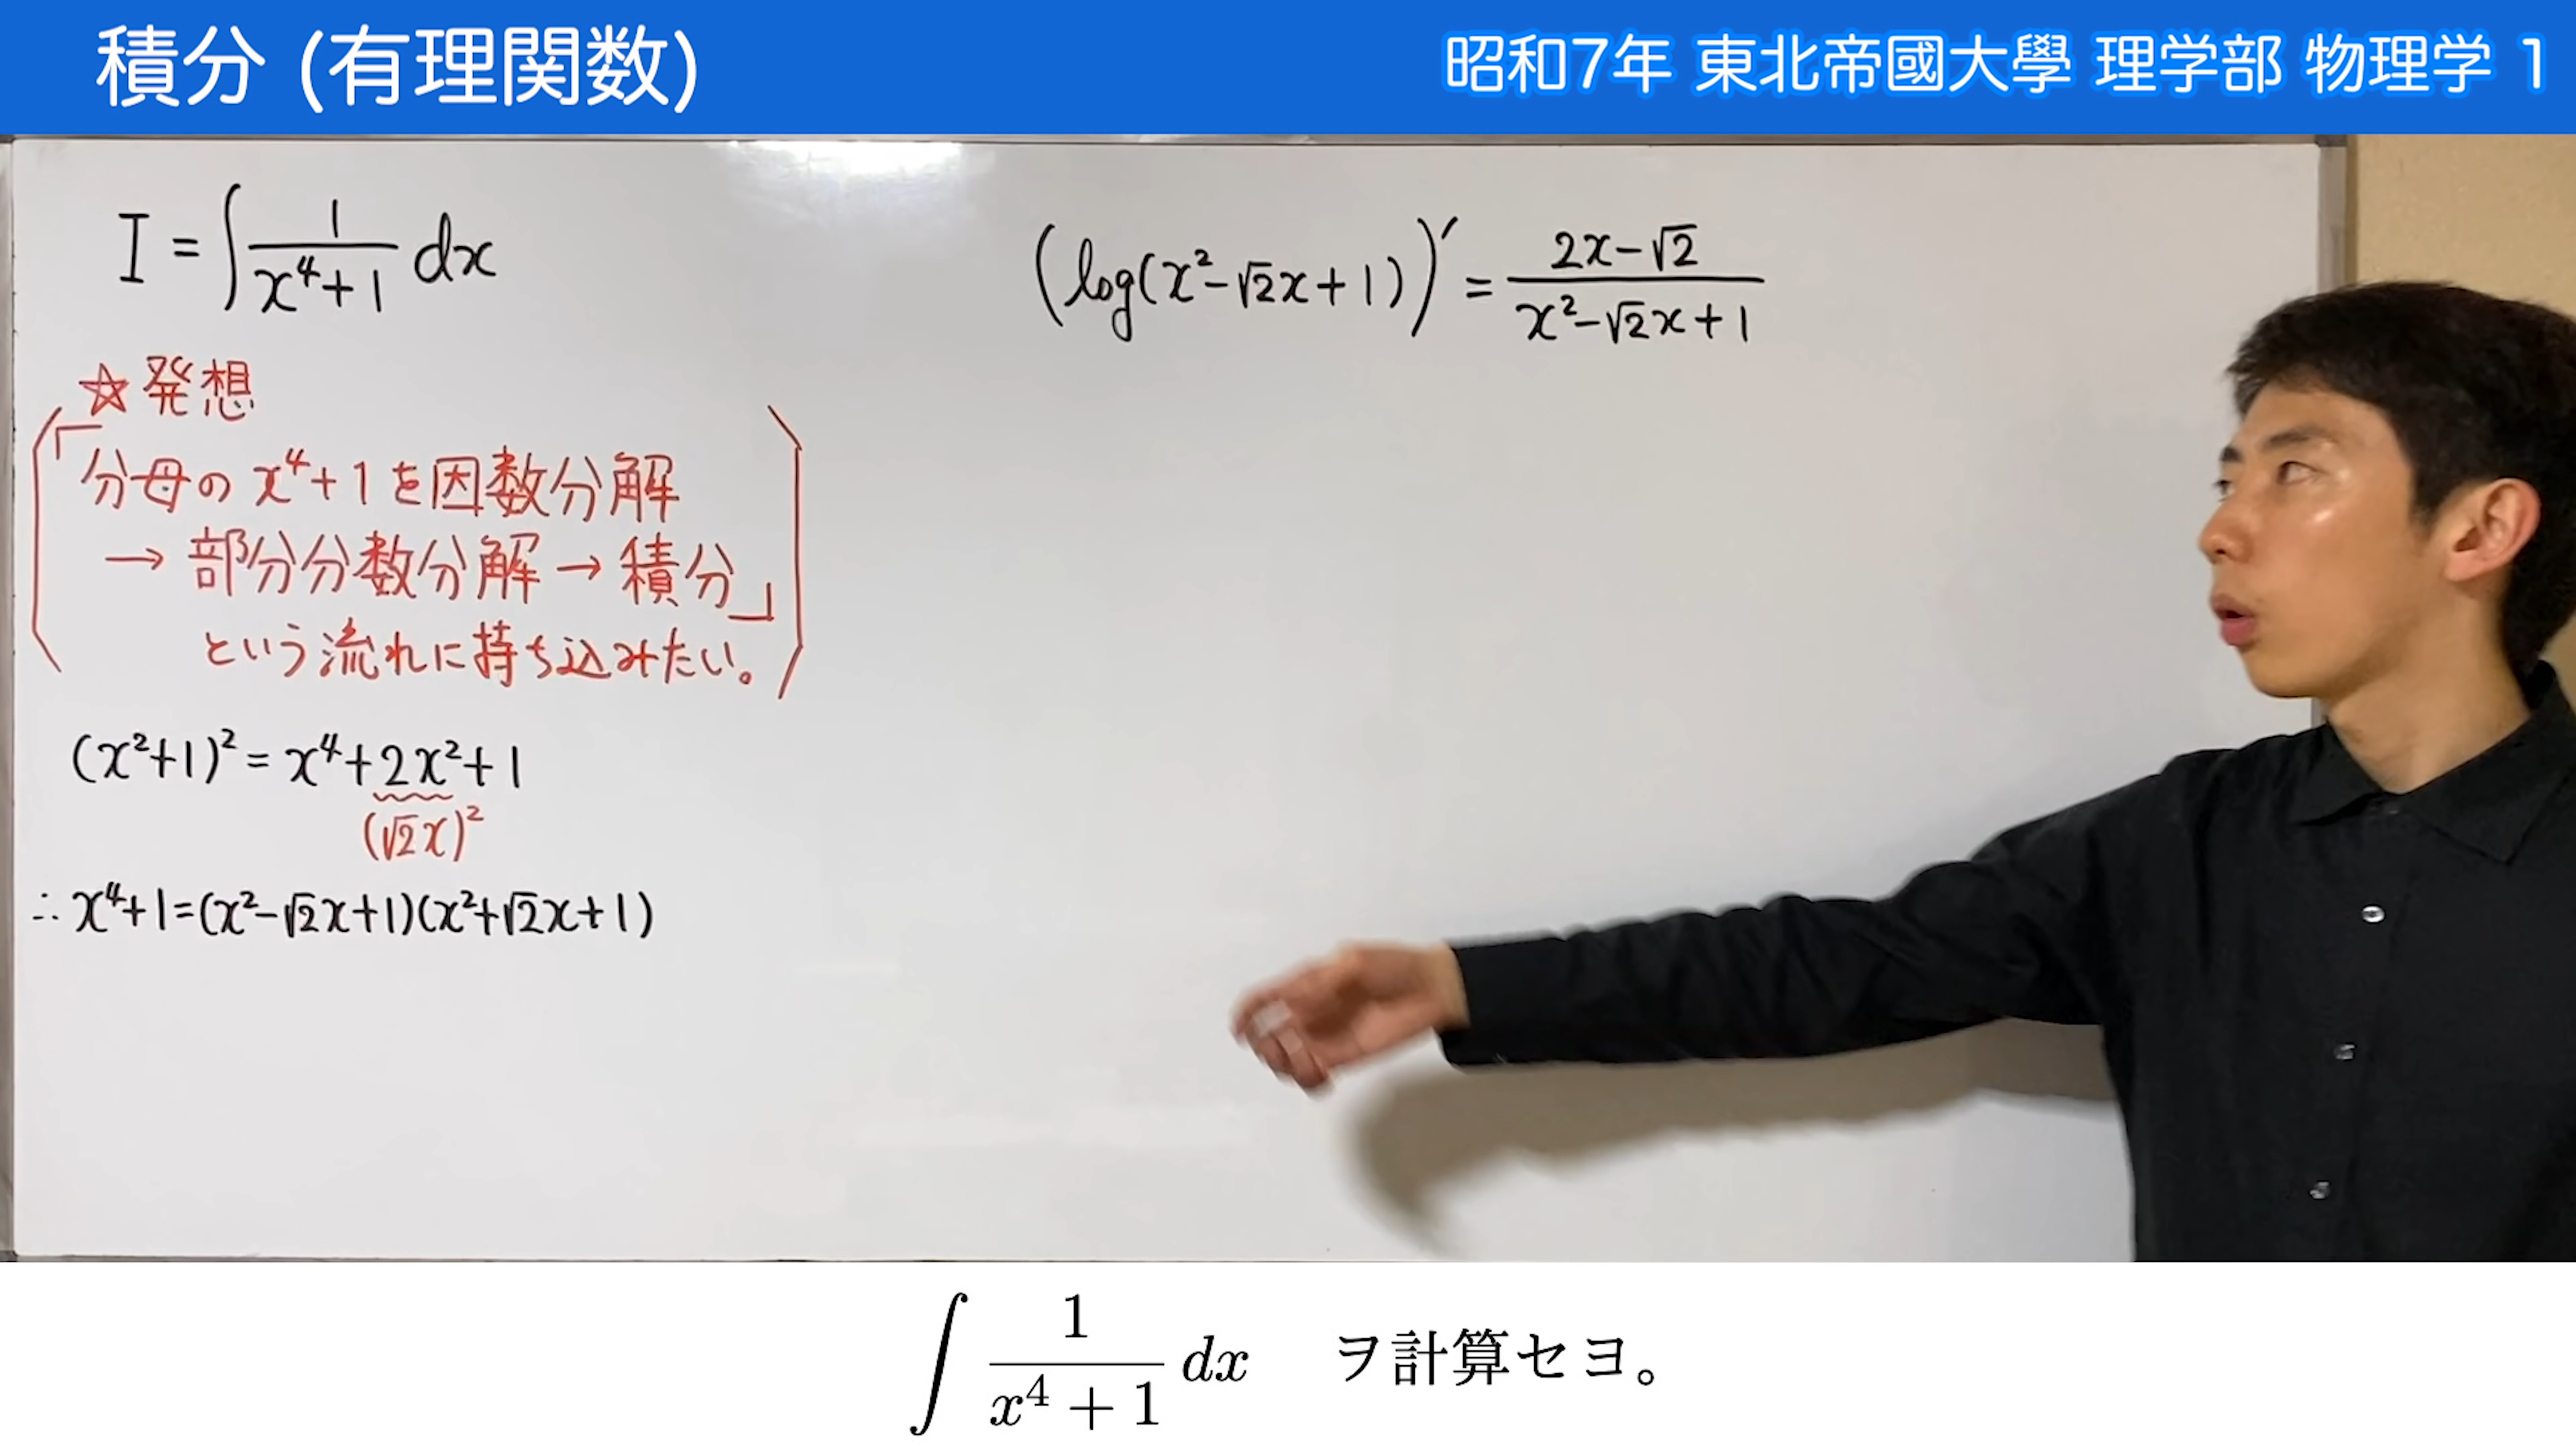 積分 (有理関数)
昭和7年 東北帝國大學 理学部 物理学 1
I = ∫ 1/(x⁴+1) dx
☆発想
「分母の x⁴+1 を因数分解
→ 部分分数分解 → 積分」
という流れに持ち込みたい。
(x²+1)² = x⁴+2x²+1
(√2x)²
∴ x⁴+1=(x²-√2x+1)(x²+√2x+1)
(log(x²-√2x+1))′ = (2x-√2)/(x²-√2x+1)
∫ 1/(x⁴+1) dx ヲ計算セヨ。